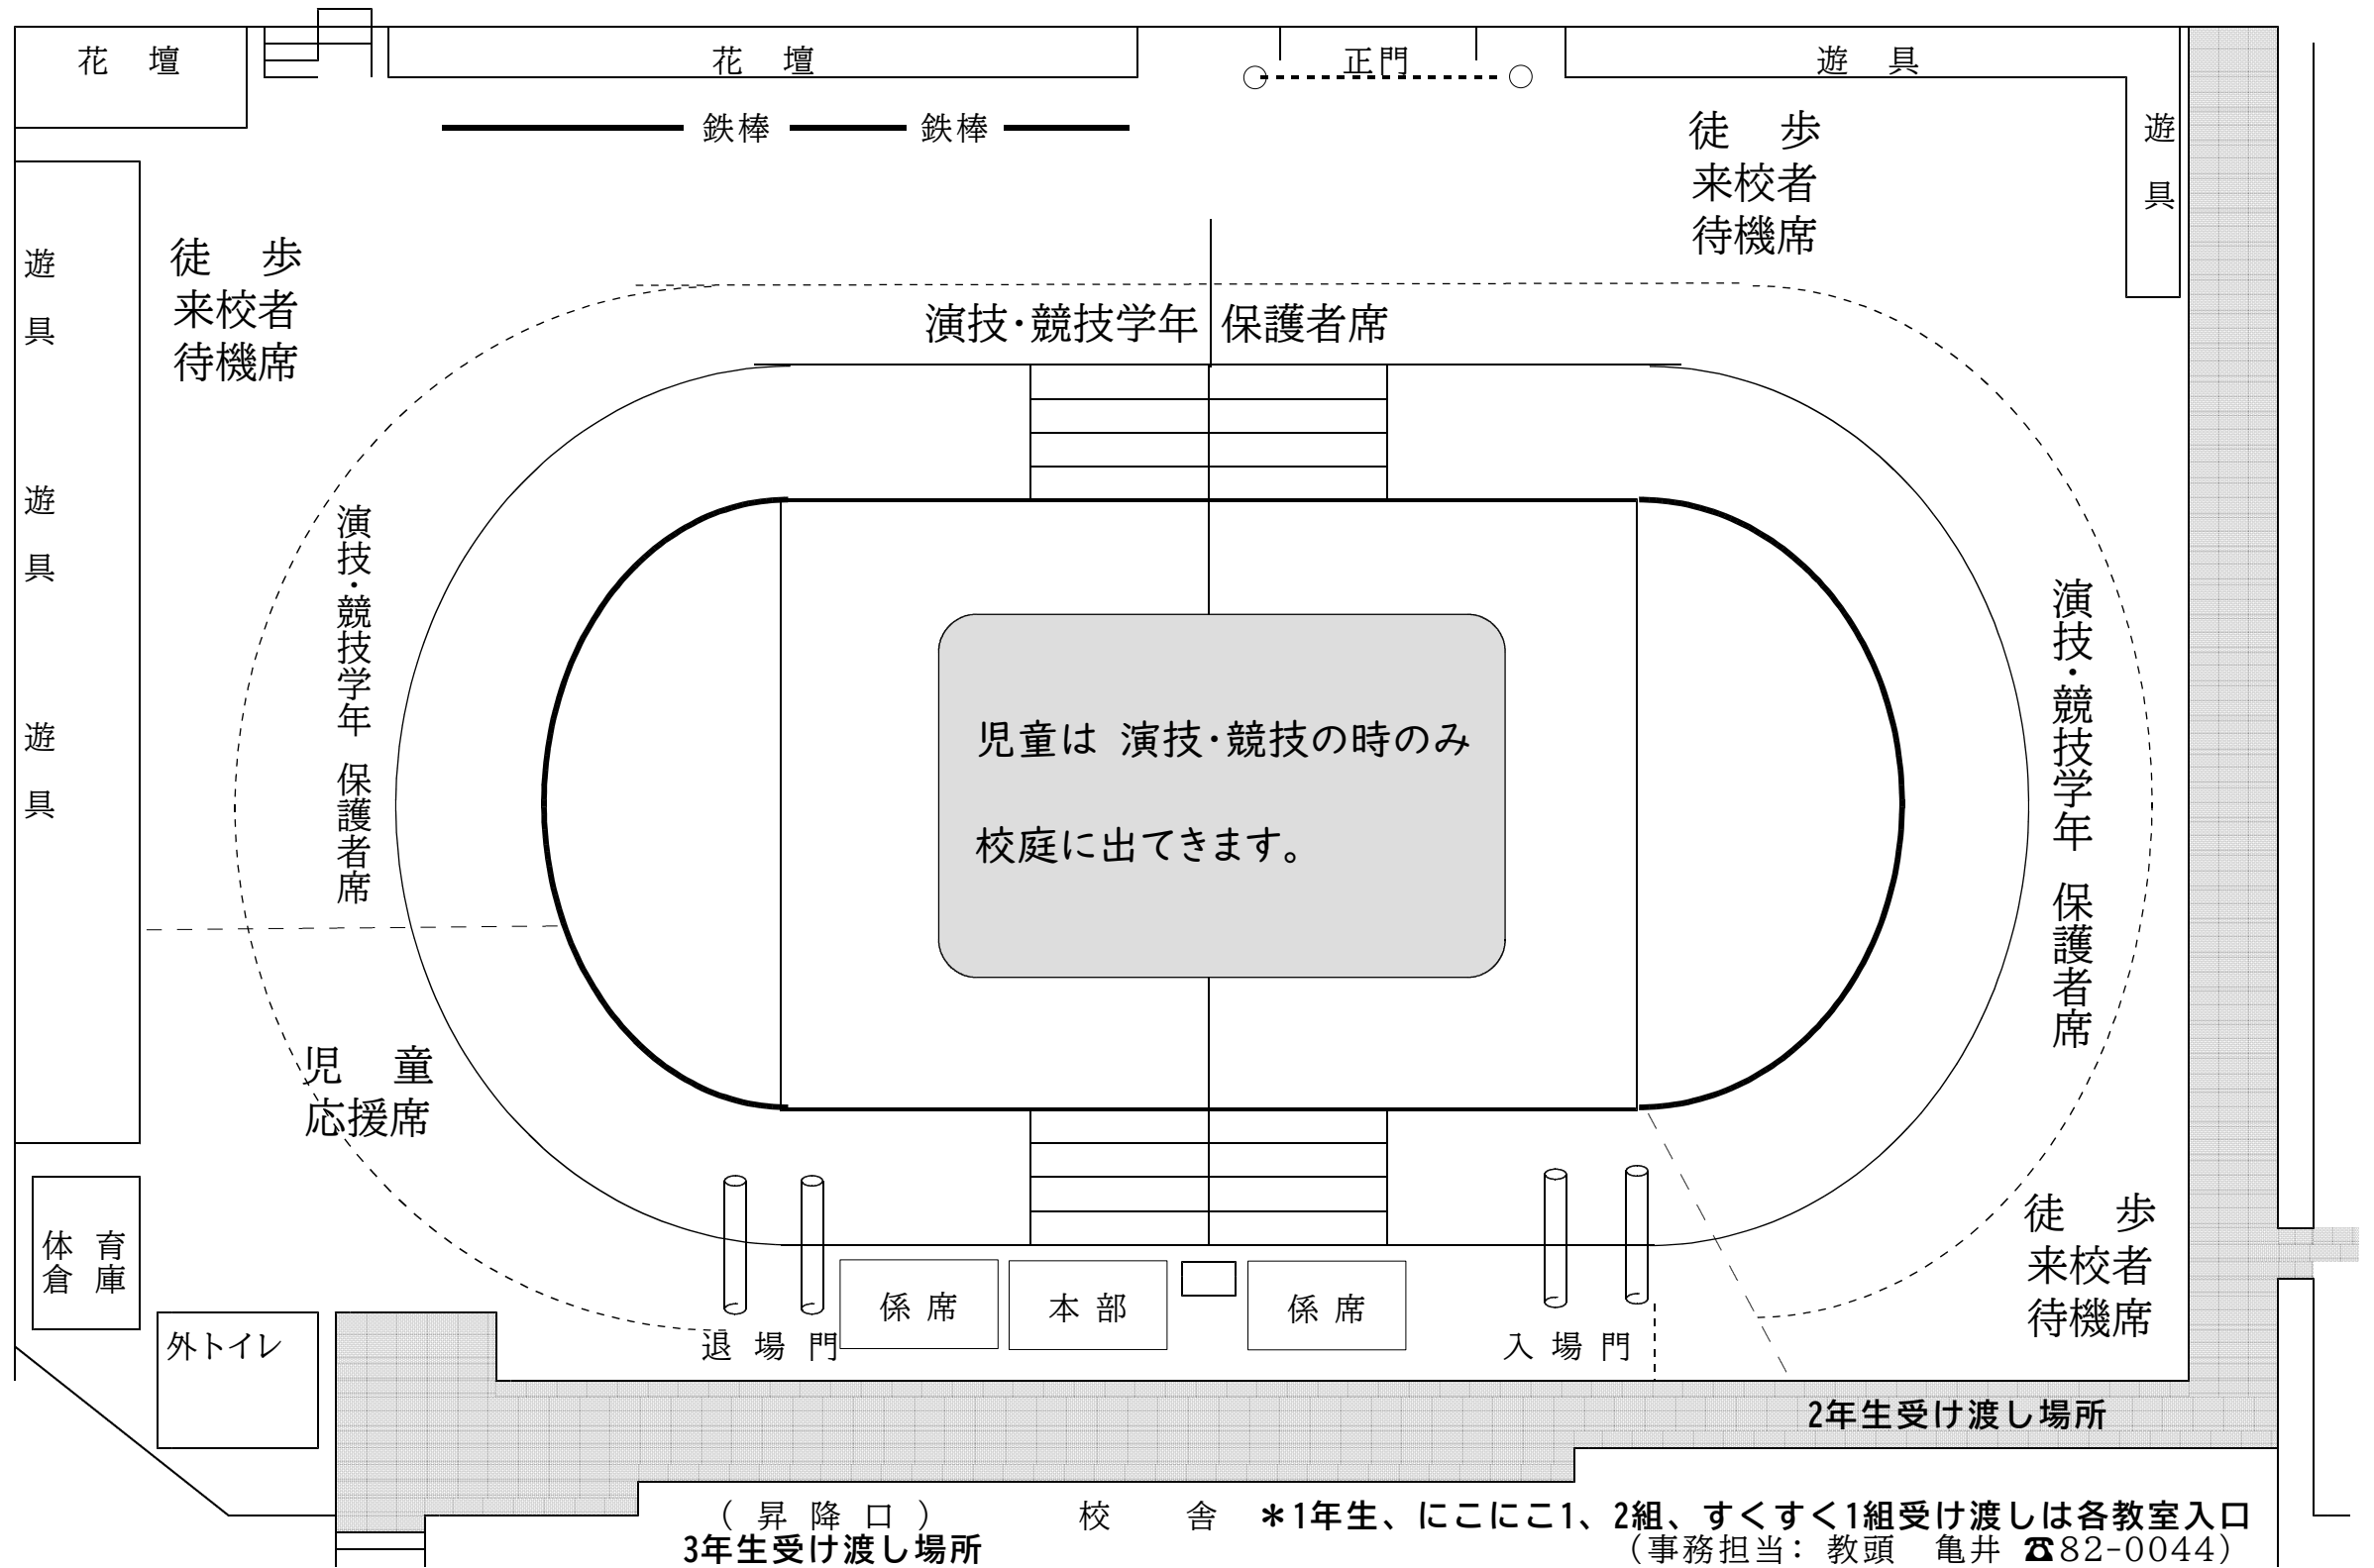 花　壇
花　壇
正門
遊　具
鉄棒
鉄棒
遊具
徒　歩
来校者
待機席
徒　歩
来校者
待機席
遊具
遊具
遊具
演技・競技学年 保護者席
演技・競技学年 保護者席
演技・競技学年 保護者席
児童は 演技・競技の時のみ
校庭に出てきます。
児　童
応援席
徒　歩
来校者
待機席
体 育
倉 庫
外トイレ
退 場 門
係 席
本 部
係 席
入 場 門
2年生受け渡し場所
（ 昇 降 口 ）
校　　舎
＊1年生、にこにこ1、2組、すくすく1組受け渡しは各教室入口
3年生受け渡し場所
（事務担当： 教頭　亀井 ☎82-0044）